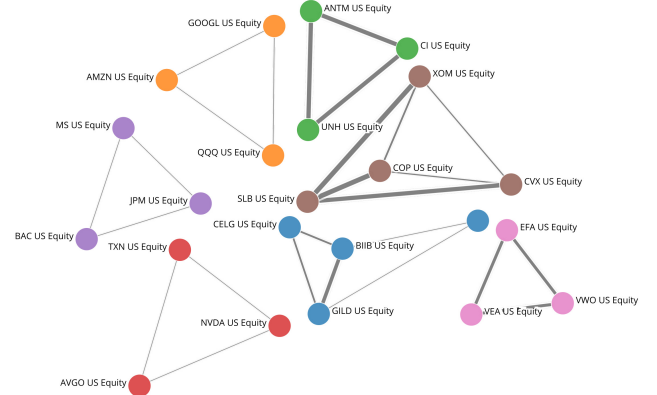 ANTM US Equity
GOOGL US Equity
CI US Equity
XOM US Equity
AMZN US Equity
MS US Equity
UNH US Equity
QQQ US Equity
COP US Equity
CVX US Equity
JPM US Equity
SLB US Equity
CELG US Equity
EFA US Equity
BAC US Equity
TXN US Equity
BIIB US Equity
VWO US Equity
GILD US Equity
VEA US Equity
NVDA US Equity
AVGO US Equity